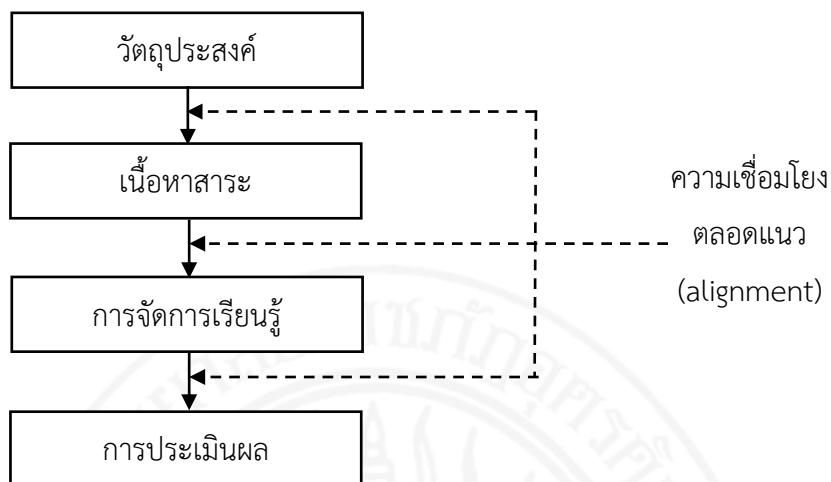 วัตถุประสงค์
เนื้อหาสาระ
การจัดการเรียนรู้
การประเมินผล
ความเชื่อมโยง
ตลอดแนว
(alignment)